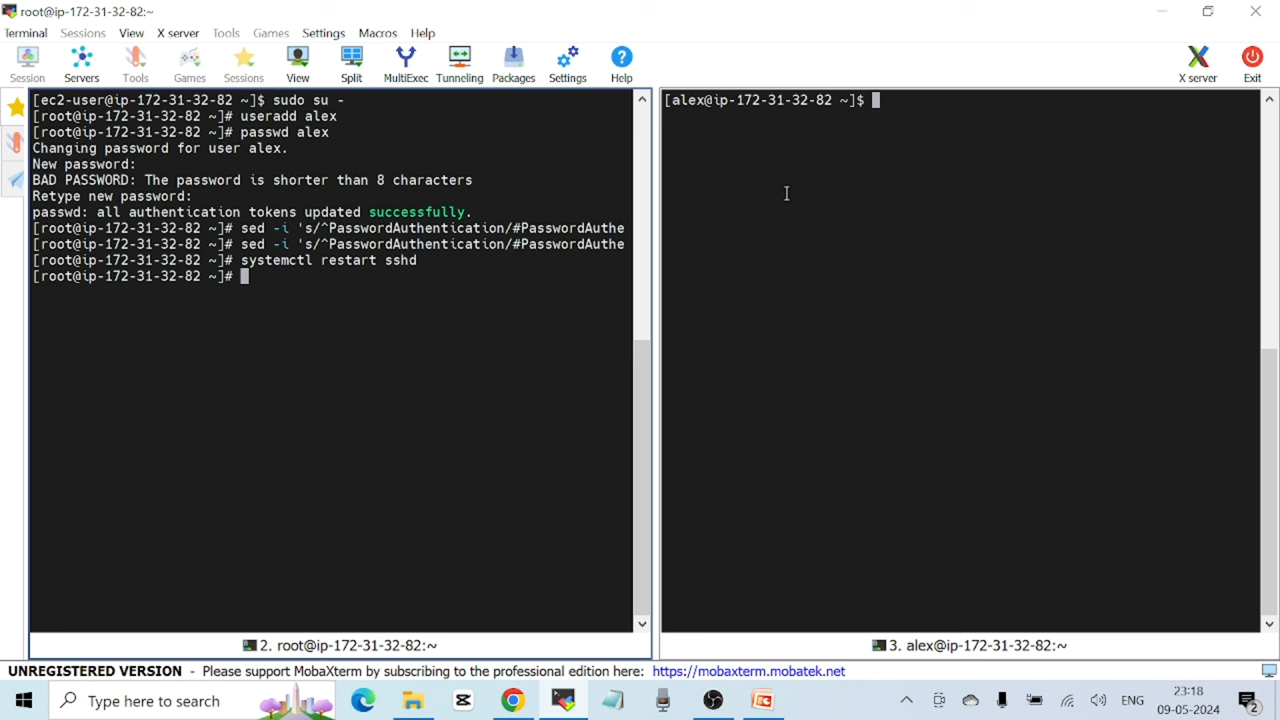 root@ip-172-31-32-82:~
Terminal Sessions View X server Tools Games Settings Macros Help
Session Servers Tools Games Sessions View Split MultiExec Tunneling Packages Settings Help X server Exit
[ec2-user@ip-172-31-32-82 ~]$ sudo su -
[root@ip-172-31-32-82 ~]# useradd alex
[root@ip-172-31-32-82 ~]# passwd alex
Changing password for user alex.
New password:
BAD PASSWORD: The password is shorter than 8 characters
Retype new password:
passwd: all authentication tokens updated successfully.
[root@ip-172-31-32-82 ~]# sed -i 's/^PasswordAuthentication/#PasswordAuthe
[root@ip-172-31-32-82 ~]# sed -i 's/^PasswordAuthentication/#PasswordAuthe
[root@ip-172-31-32-82 ~]# systemctl restart sshd
[root@ip-172-31-32-82 ~]#
2. root@ip-172-31-32-82:~
[alex@ip-172-31-32-82 ~]$
3. alex@ip-172-31-32-82:~
UNREGISTERED VERSION - Please support MobaXterm by subscribing to the professional edition here: https://mobaxterm.mobatek.net
Type here to search
ENG
23:18
09-05-2024
2